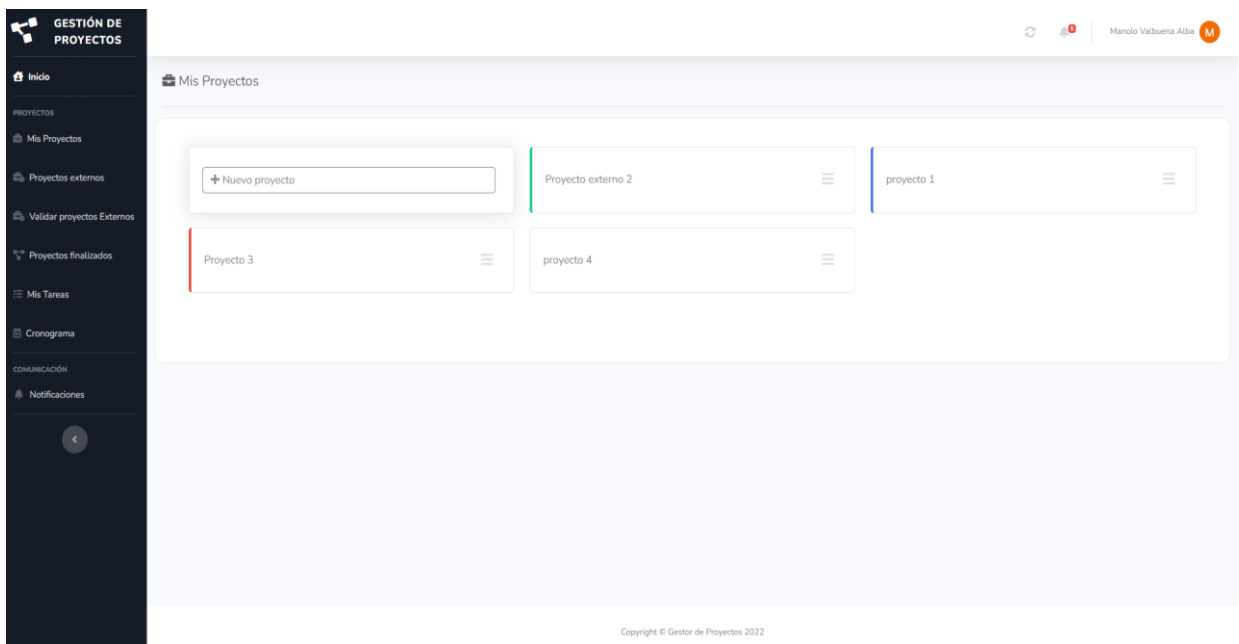 GESTIÓN DE
PROYECTOS
Inicio
PROYECTOS
Mis Proyectos
Proyectos externos
Validar proyectos Externos
Proyectos finalizados
Mis Tareas
Cronograma
COMUNICACIÓN
Notificaciones
Manolo Valbuena Alba M
Mis Proyectos
Nuevo proyecto
Proyecto externo 2
proyecto 1
Proyecto 3
proyecto 4
Copyright © Gestor de Proyectos 2022